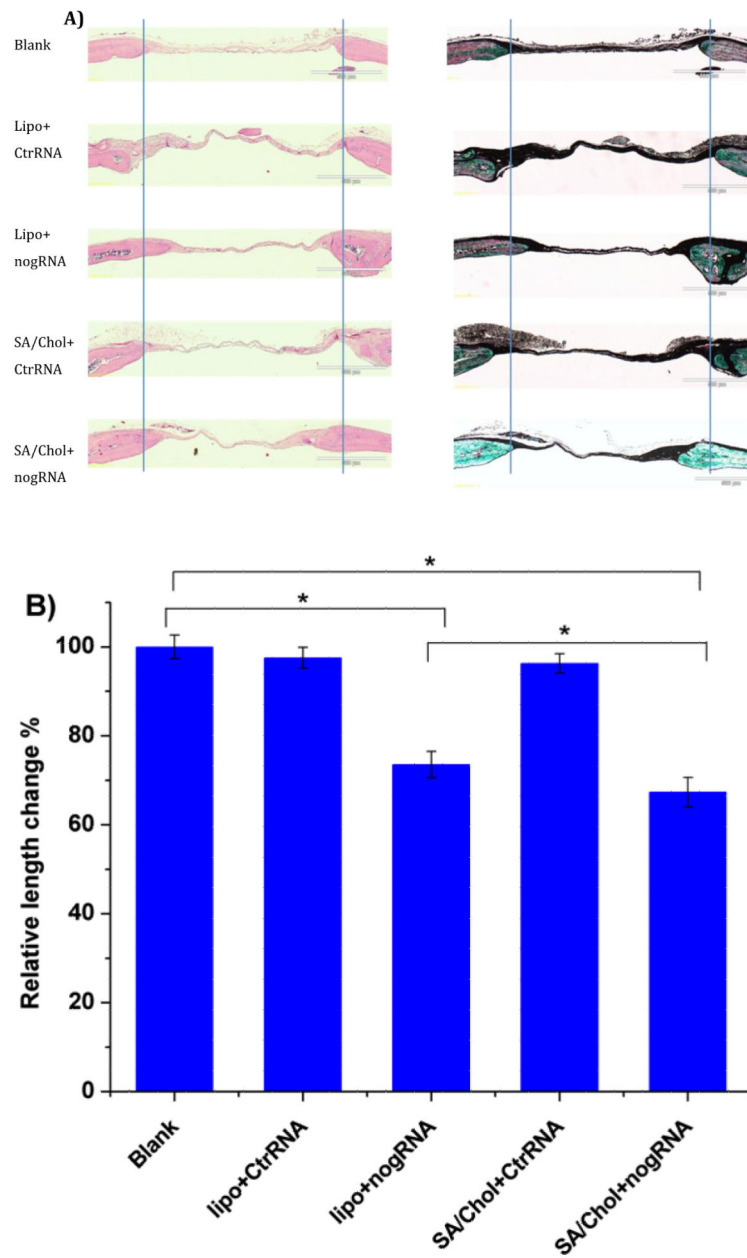 A)
Blank
Lipo+
CtrRNA
Lipo+
nogRNA
SA/Chol+
CtrRNA
SA/Chol+
nogRNA
B)
*
*
*
Relative length change %
100
80
60
40
20
0
Blank
lipo+CtrRNA
lipo+nogRNA
SA/Chol+CtrRNA
SA/Chol+nogRNA